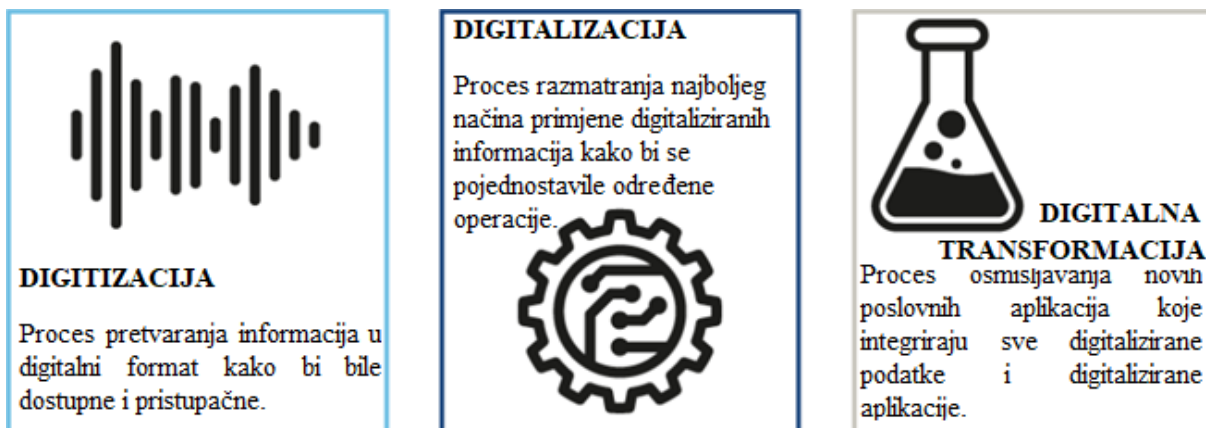 DIGITIZACIJA
Proces pretvaranja informacija u
digitalni format kako bi bile
dostupne i pristupačne.
DIGITALIZACIJA
Proces razmatranja najboljeg
načina primjene digitaliziranih
informacija kako bi se
pojednostavile određene
operacije.
DIGITALNA
TRANSFORMACIJA
Proces osmišljavanja novih
poslovnih aplikacija koje
integriraju sve digitalizirane
podatke i digitalizirane
aplikacije.